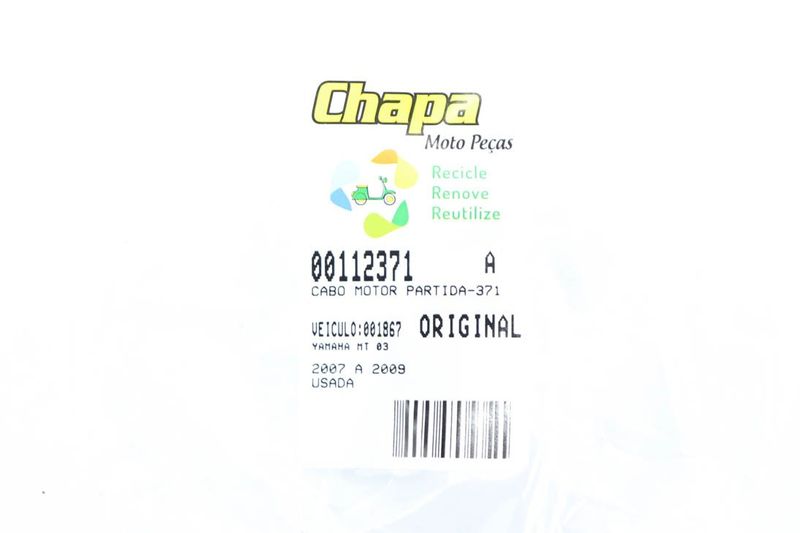 Chapa
Moto Peças
Recicle
Renove
Reutilize
00112371 A
CABO MOTOR PARTIDA-371
VEICULO:001867 ORIGINAL
YAMAHA MT 03
2007 A 2009
USADA